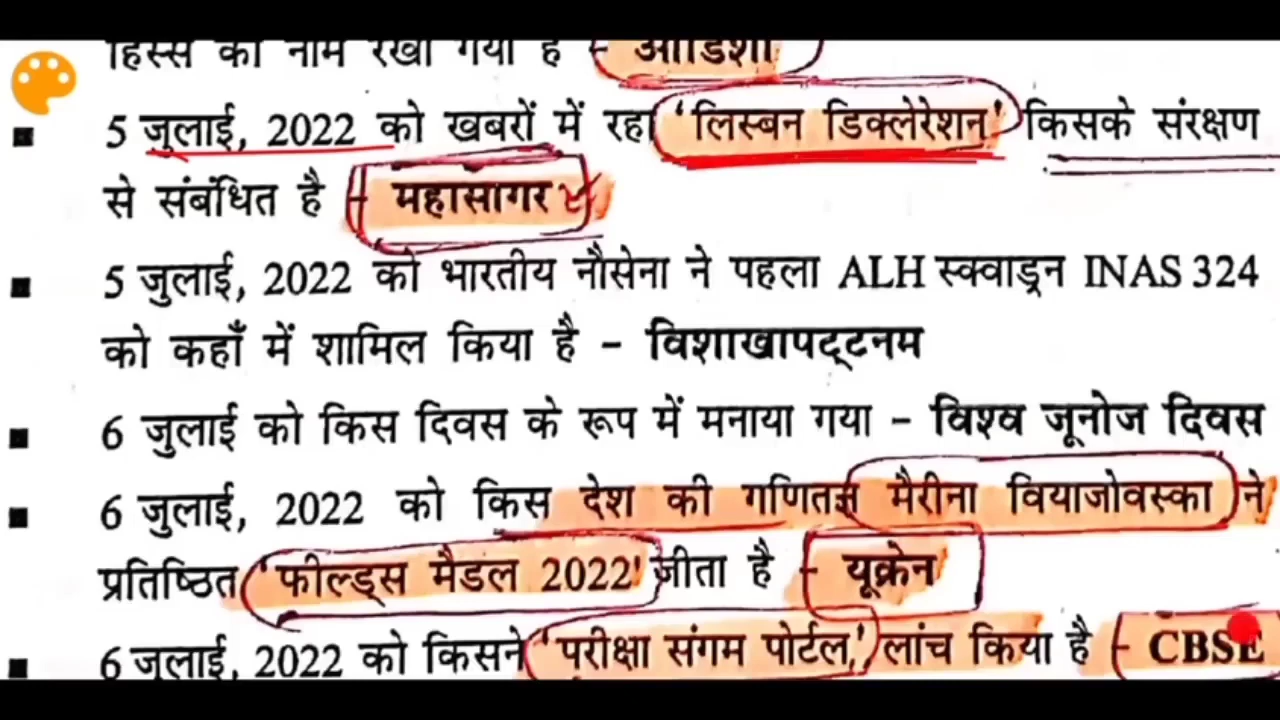 हिस्से का नाम रखा गया है – ओडिशा
▪ 5 जुलाई, 2022 को खबरों में रहा 'लिस्बन डिक्लेरेशन' किसके संरक्षण
से संबंधित है – महासागर
▪ 5 जुलाई, 2022 को भारतीय नौसेना ने पहला ALH स्क्वाड्रन INAS 324
को कहाँ में शामिल किया है – विशाखापट्टनम
▪ 6 जुलाई को किस दिवस के रूप में मनाया गया – विश्व जूनोज दिवस
▪ 6 जुलाई, 2022 को किस देश की गणितज्ञ मैरीना वियाजोवस्का ने
प्रतिष्ठित 'फील्ड्स मैडल 2022' जीता है – यूक्रेन
▪ 6 जुलाई, 2022 को किसने 'परीक्षा संगम पोर्टल,' लांच किया है – CBSE